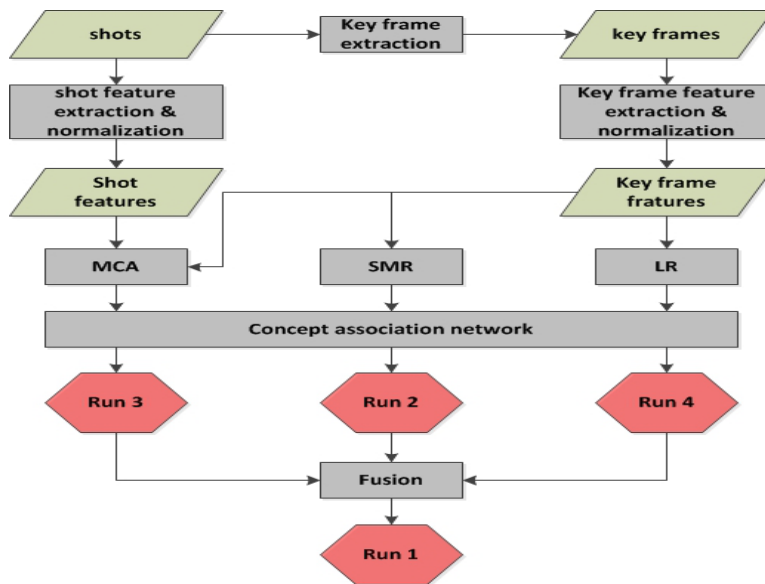 shots
Key frame
extraction
key frames
shot feature
extraction &
normalization
Key frame feature
extraction &
normalization
Shot
features
Key frame
fratures
MCA
SMR
LR
Concept association network
Run 3
Run 2
Run 4
Fusion
Run 1